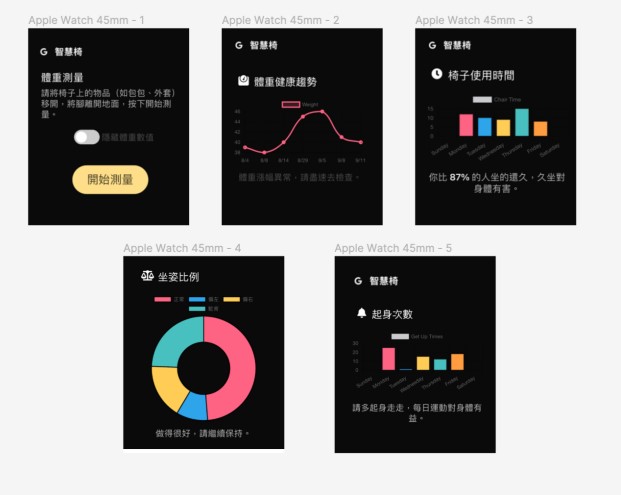 Apple Watch 45mm - 1
G 智慧椅
體重測量
請將椅子上的物品（如包包、外套）
移開，將腳離開地面，按下開始測
量。
隱藏體重數值
開始測量
Apple Watch 45mm - 2
G 智慧椅
體重健康趨勢
Weight
46
44
42
40
38
36
9/4 9/8 9/14 9/5 9/8 9/11
體重漲幅異常，請盡速去檢查。
Apple Watch 45mm - 3
G 智慧椅
椅子使用時間
Chair Time
15
10
5
0
Sunday Monday Tuesday Wednesday Thursday Friday Saturday
你比 87% 的人坐的還久，久坐對
身體有害。
Apple Watch 45mm - 4
坐姿比例
正常 偏左 偏右
Apple Watch 45mm - 5
G 智慧椅
起身次數
Get Up Times
30
20
10
0
Sunday Monday Tuesday Wednesday Thursday Friday Saturday
做得很好，請繼續保持。
請多起身走走，每日運動對身體有
益。